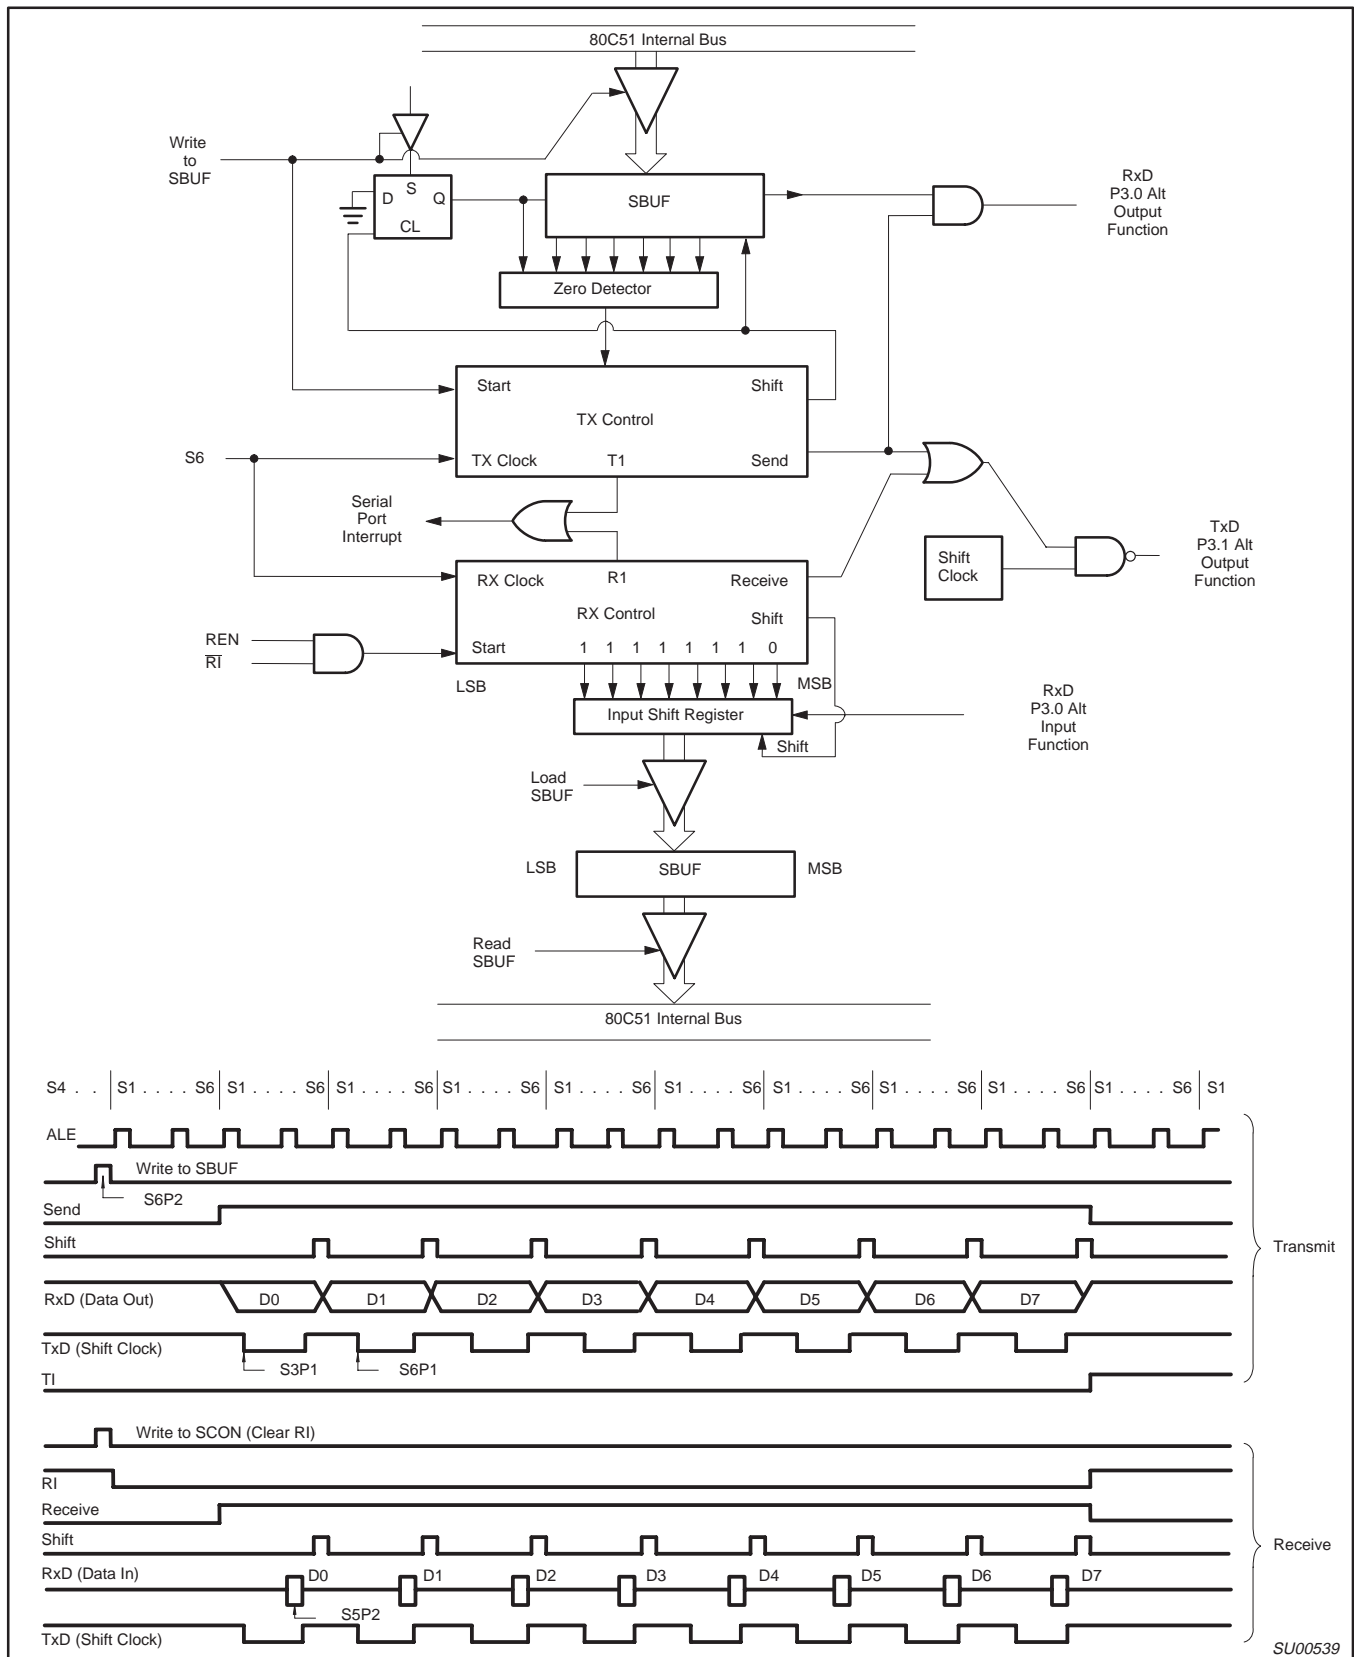 80C51 Internal Bus
Write
to
SBUF
D S Q
CL
SBUF
RxD
P3.0 Alt
Output
Function
Zero Detector
Start Shift
TX Control
S6
TX Clock T1 Send
Serial
Port
Interrupt
TxD
P3.1 Alt
Output
Function
Shift
Clock
RX Clock R1 Receive
RX Control Shift
REN
RI
Start 1 1 1 1 1 1 1 0
LSB MSB
Input Shift Register
RxD
P3.0 Alt
Input
Function
Shift
Load
SBUF
LSB SBUF MSB
Read
SBUF
80C51 Internal Bus
S4 . . S1 . . . . S6 S1 . . . . S6 S1 . . . . S6 S1 . . . . S6 S1 . . . . S6 S1 . . . . S6 S1 . . . . S6 S1 . . . . S6 S1 . . . . S6 S1 . . . . S6 S1
ALE
Write to SBUF
S6P2
Send
Shift
Transmit
RxD (Data Out) D0 D1 D2 D3 D4 D5 D6 D7
TxD (Shift Clock)
S3P1 S6P1
TI
Write to SCON (Clear RI)
RI
Receive
Shift
Receive
RxD (Data In) D0 D1 D2 D3 D4 D5 D6 D7
S5P2
TxD (Shift Clock)
SU00539